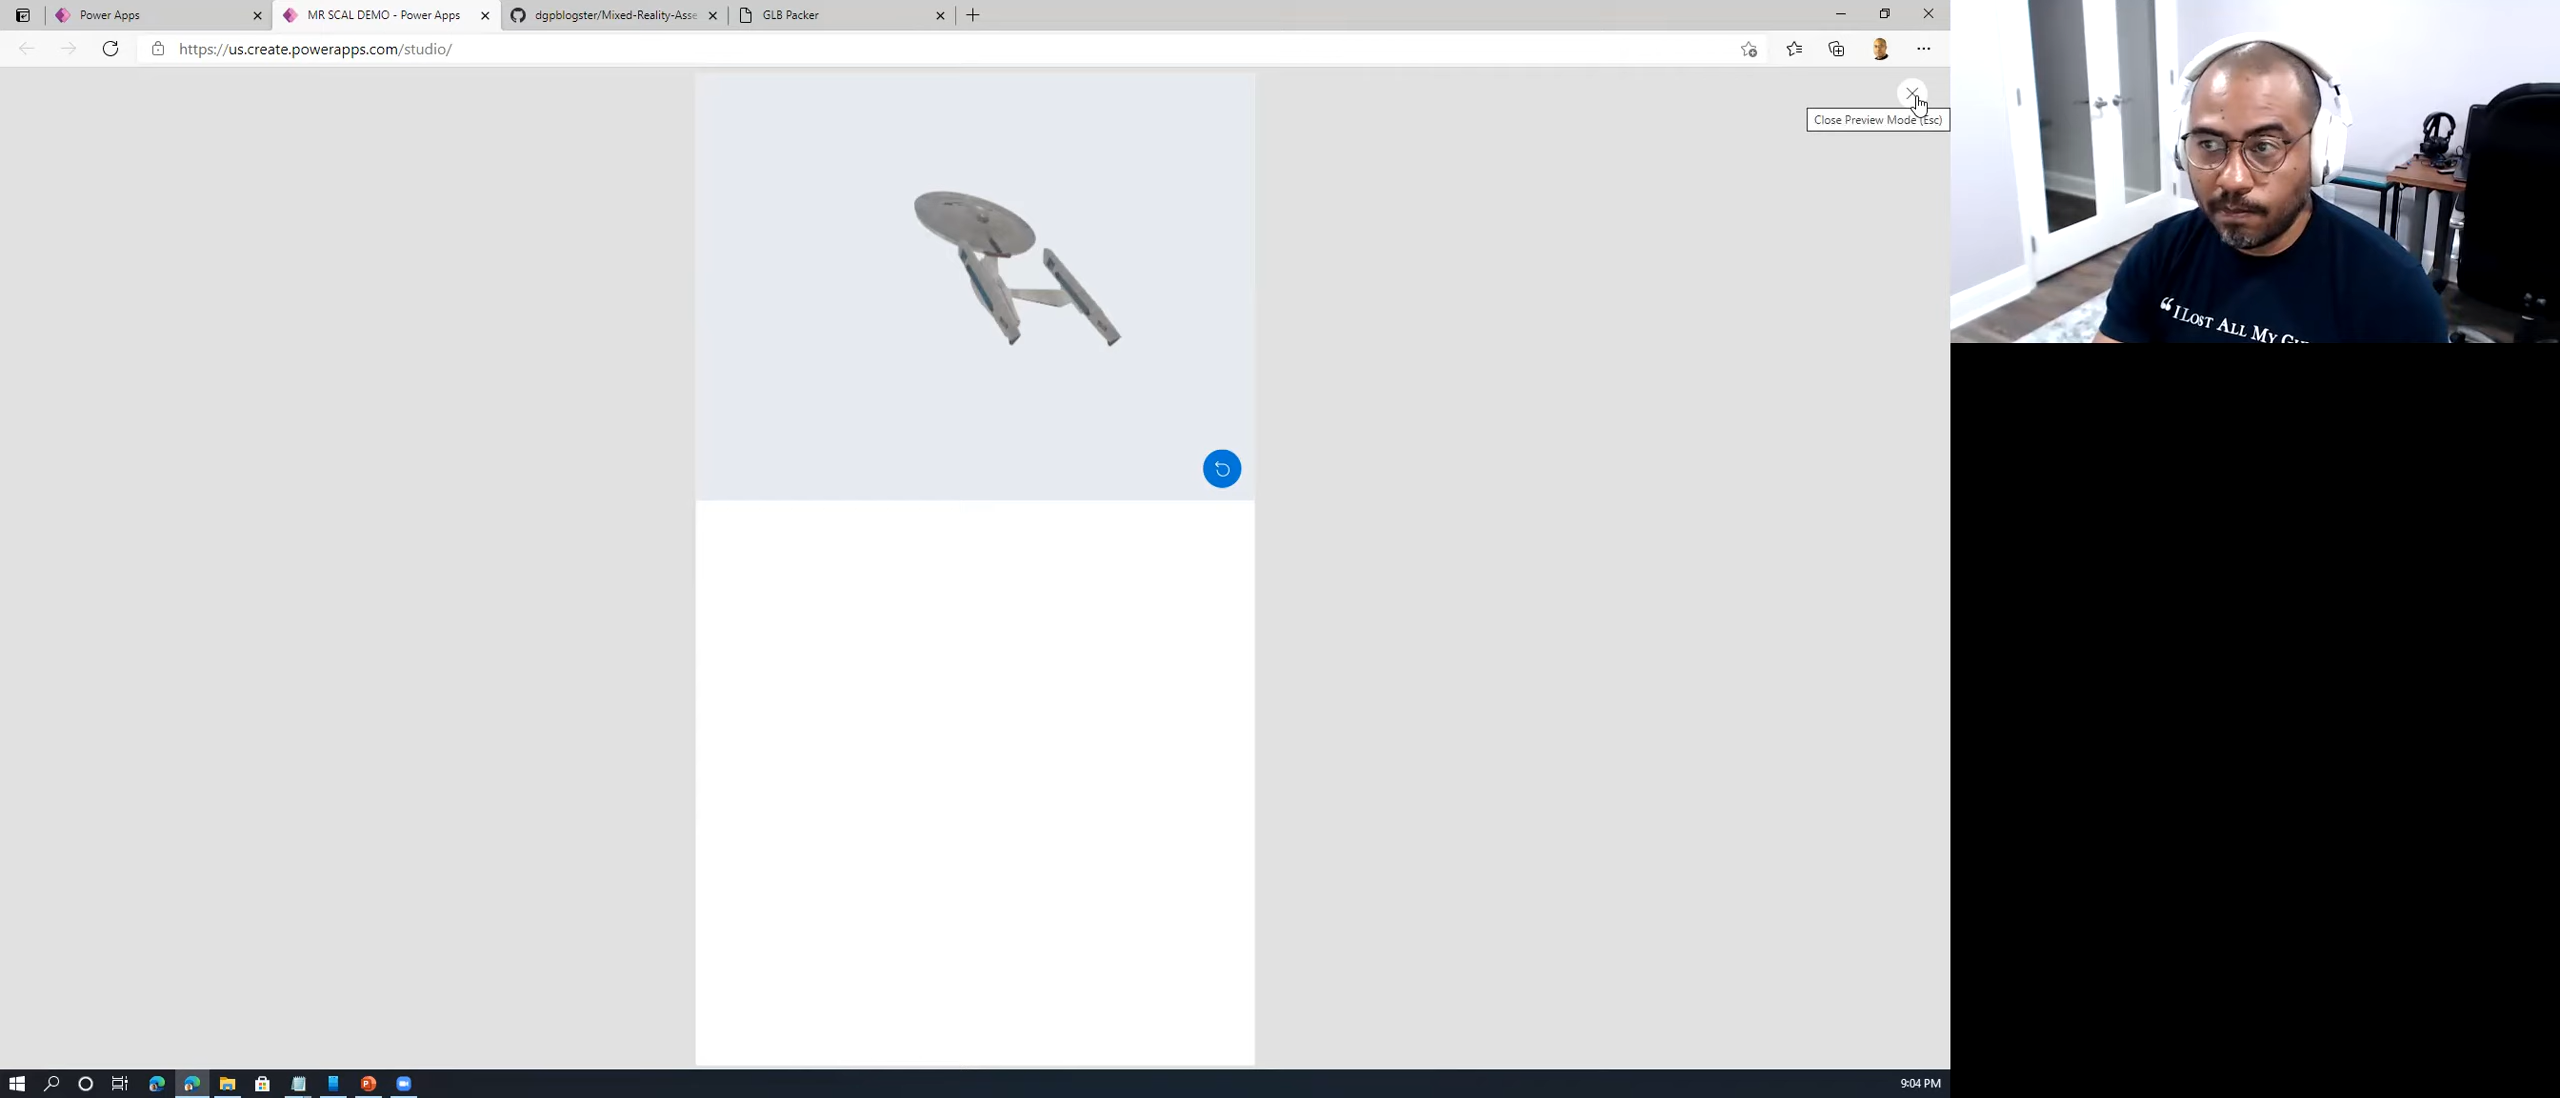 Power Apps
MR SCAL DEMO - Power Apps
dgpblogster/Mixed-Reality-Asse
GLB Packer
https://us.create.powerapps.com/studio/
Close Preview Mode (Esc)
“I LOST ALL MY
9:04 PM